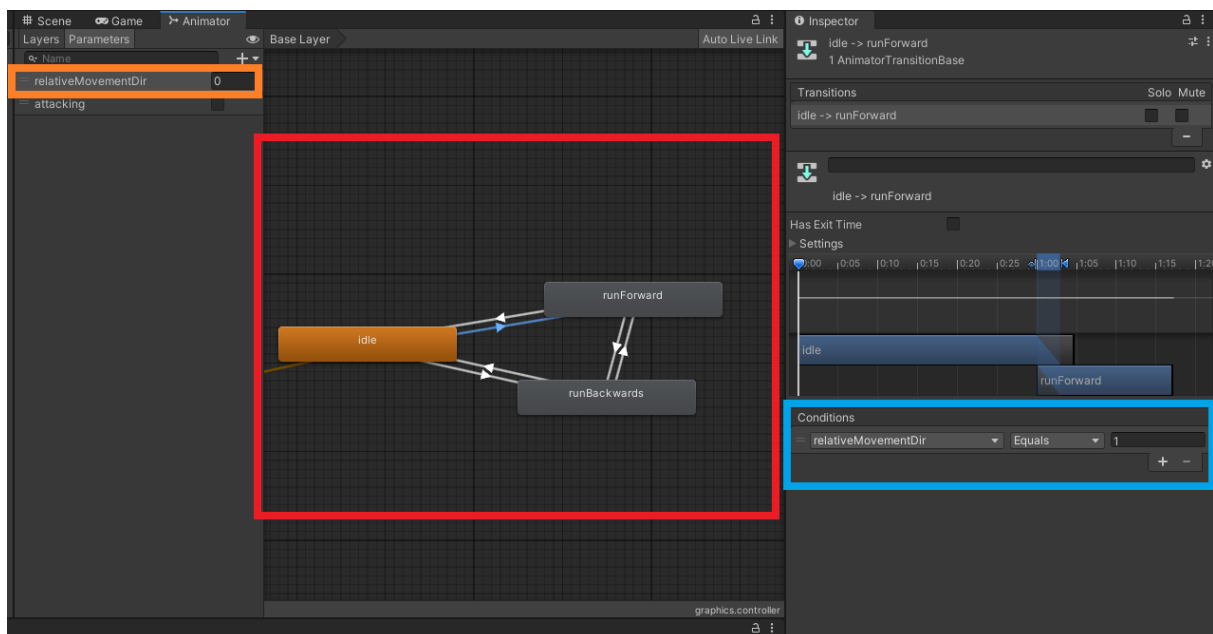 Scene Game Animator
Layers Parameters Base Layer Auto Live Link
Name
relativeMovementDir 0
attacking
runForward
idle
runBackwards
graphics.controller
Inspector
idle -> runForward
1 AnimatorTransitionBase
Transitions Solo Mute
idle -> runForward
idle -> runForward
Has Exit Time
Settings
0:00 0:05 0:10 0:15 0:20 0:25 1:00 1:05 1:10 1:15
idle
runForward
Conditions
relativeMovementDir Equals 1